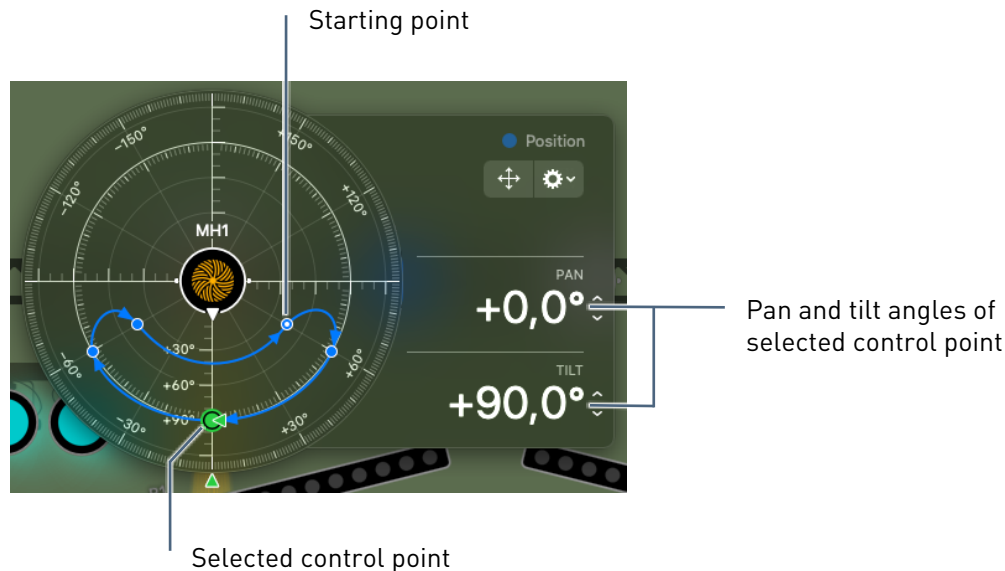 Starting point
-150°
+150°
Position
-120°
+120°
MH1
PAN
+0,0°
Pan and tilt angles of
selected control point
+30°
-60°
+60°
+60°
TILT
+90,0°
+90°
-30°
+30°
Selected control point